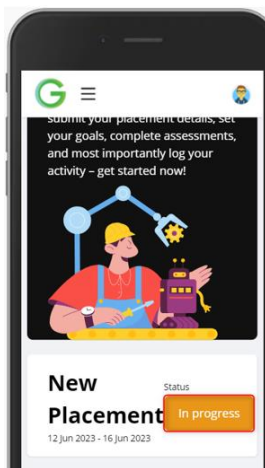 G
submit your placement details, set
your goals, complete assessments,
and most importantly log your
activity – get started now!
New
Placement
Status
In progress
12 Jun 2023 - 16 Jun 2023